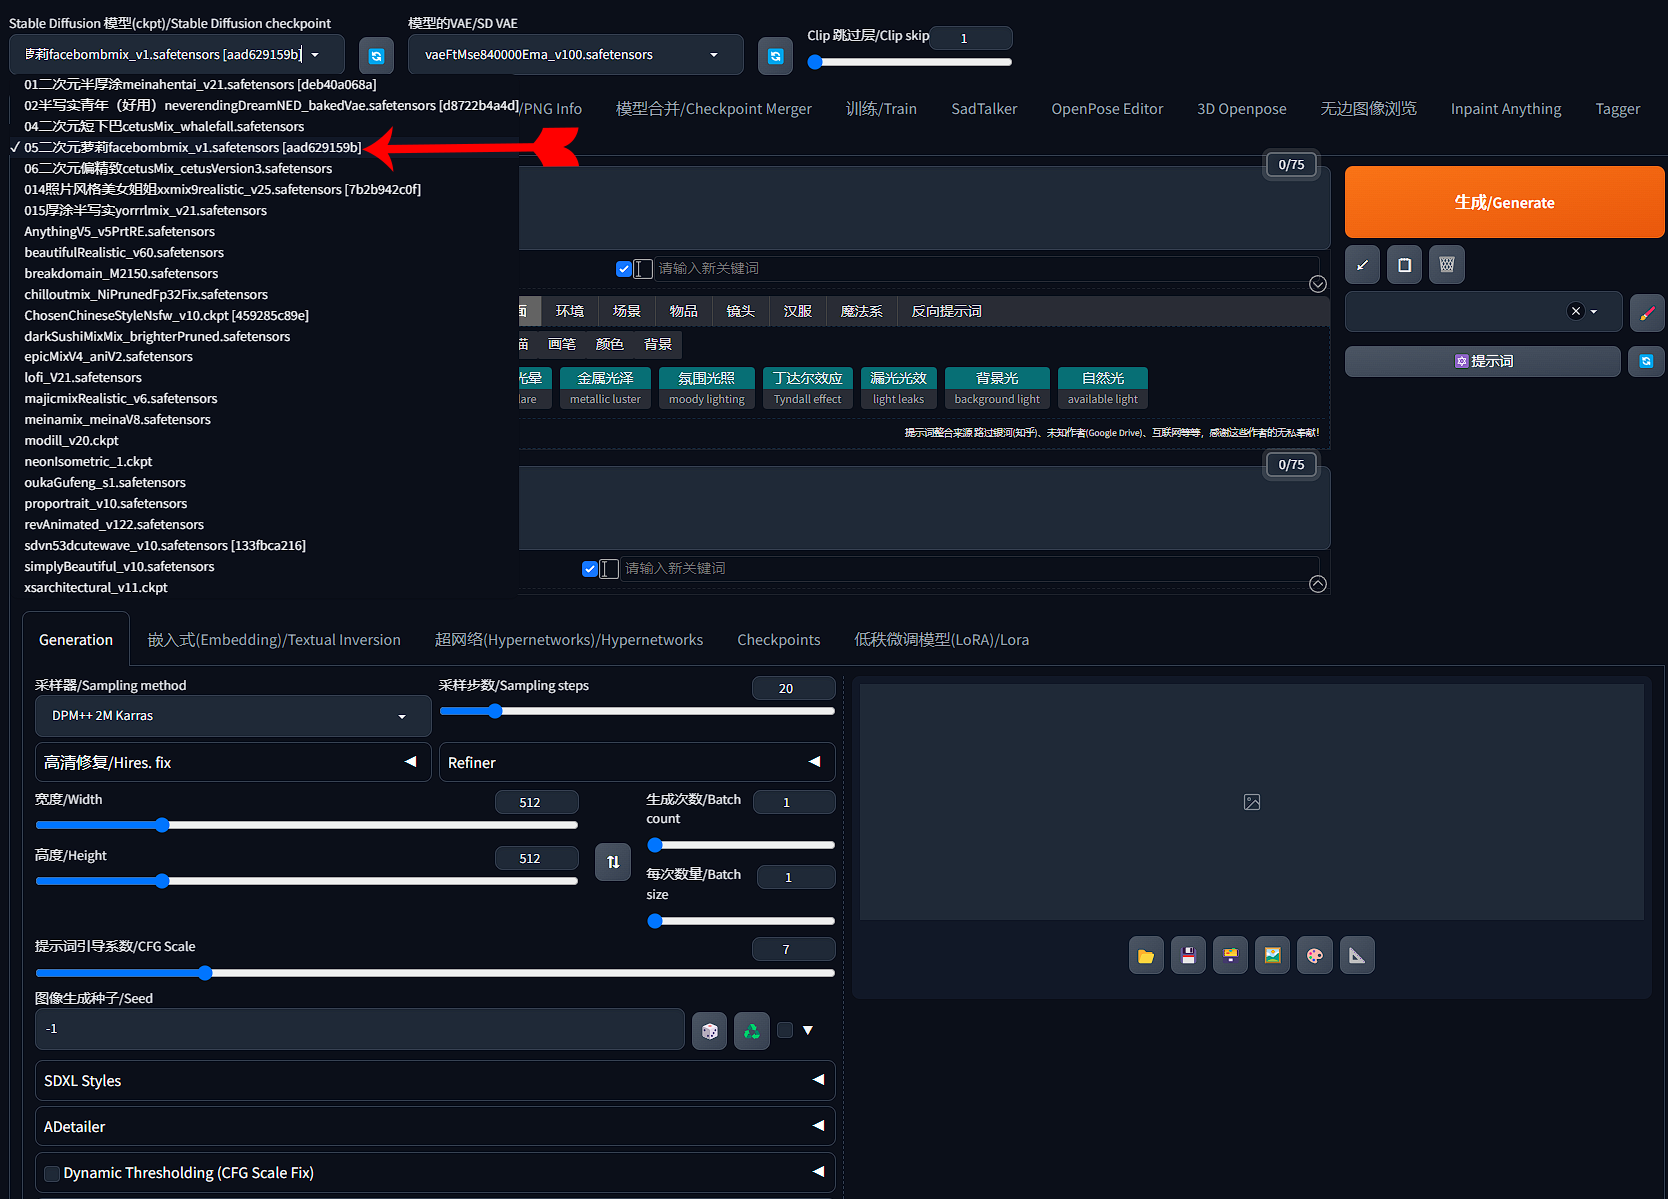 Stable Diffusion 模型(ckpt)/Stable Diffusion checkpoint
模型的VAE/SD VAE
Clip 跳过层/Clip skip
1
萝莉facebombmix_v1.safetensors [aad629159b]
vaeFtMse840000Ema_v100.safetensors
01二次元半厚涂meinahentai_v21.safetensors [deb40a068a]
02半写实青年（好用）neverendingDreamNED_bakedVae.safetensors [d8722b4a4d]
04二次元短下巴cetusMix_whalefall.safetensors
✓ 05二次元萝莉facebombmix_v1.safetensors [aad629159b]
06二次元偏精致cetusMix_cetusVersion3.safetensors
014照片风格美女姐姐xxmix9realistic_v25.safetensors [7b2b942c0f]
015厚涂半写实yorrrlmix_v21.safetensors
AnythingV5_v5PrtRE.safetensors
beautifulRealistic_v60.safetensors
breakdomain_M2150.safetensors
chilloutmix_NiPrunedFp32Fix.safetensors
ChosenChineseStyleNsfw_v10.ckpt [459285c89e]
darkSushiMixMix_brighterPruned.safetensors
epicMixV4_aniV2.safetensors
lofi_V21.safetensors
majicmixRealistic_v6.safetensors
meinamix_meinaV8.safetensors
modill_v20.ckpt
neonIsometric_1.ckpt
oukaGufeng_s1.safetensors
proportrait_v10.safetensors
revAnimated_v122.safetensors
sdvn53dcutewave_v10.safetensors [133fbca216]
simplyBeautiful_v10.safetensors
xsarchitectural_v11.ckpt
/PNG Info 模型合并/Checkpoint Merger 训练/Train SadTalker OpenPose Editor 3D Openpose 无边图像浏览 Inpaint Anything Tagger
0/75
生成/Generate
请输入新关键词
面 环境 场景 物品 镜头 汉服 魔法系 反向提示词
描 画笔 颜色 背景
光晕 金属光泽 氛围光照 丁达尔效应 漏光光效 背景光 自然光
lare metallic luster moody lighting Tyndall effect light leaks background light available light
提示词
提示词整合来源 路过银河(知乎)、未知作者(Google Drive)、互联网等等，感谢这些作者的无私奉献!
0/75
请输入新关键词
Generation 嵌入式(Embedding)/Textual Inversion 超网络(Hypernetworks)/Hypernetworks Checkpoints 低秩微调模型(LoRA)/Lora
采样器/Sampling method
DPM++ 2M Karras
采样步数/Sampling steps
20
高清修复/Hires. fix
Refiner
宽度/Width
512
高度/Height
512
生成次数/Batch
count
1
每次数量/Batch
size
1
提示词引导系数/CFG Scale
7
图像生成种子/Seed
-1
SDXL Styles
ADetailer
Dynamic Thresholding (CFG Scale Fix)